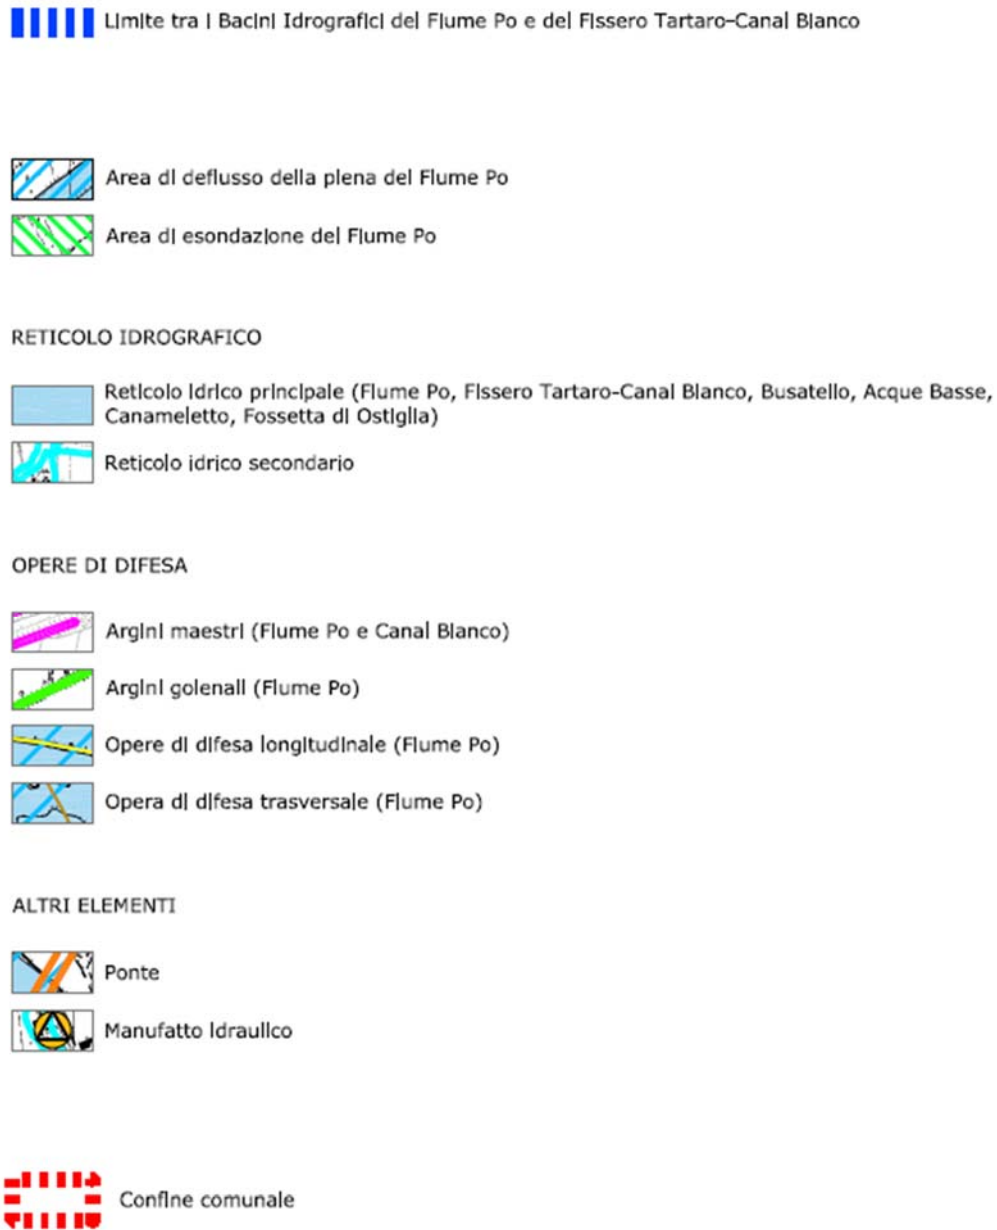 Limite tra i Bacini Idrografici del Fiume Po e del Fissero Tartaro-Canal Bianco
Area di deflusso della piena del Fiume Po
Area di esondazione del Fiume Po
RETICOLO IDROGRAFICO
Reticolo idrico principale (Fiume Po, Fissero Tartaro-Canal Bianco, Busatello, Acque Basse,
Canameletto, Fossetta di Ostiglia)
Reticolo idrico secondario
OPERE DI DIFESA
Argini maestri (Fiume Po e Canal Bianco)
Argini golenali (Fiume Po)
Opere di difesa longitudinale (Fiume Po)
Opera di difesa trasversale (Fiume Po)
ALTRI ELEMENTI
Ponte
Manufatto idraulico
Confine comunale